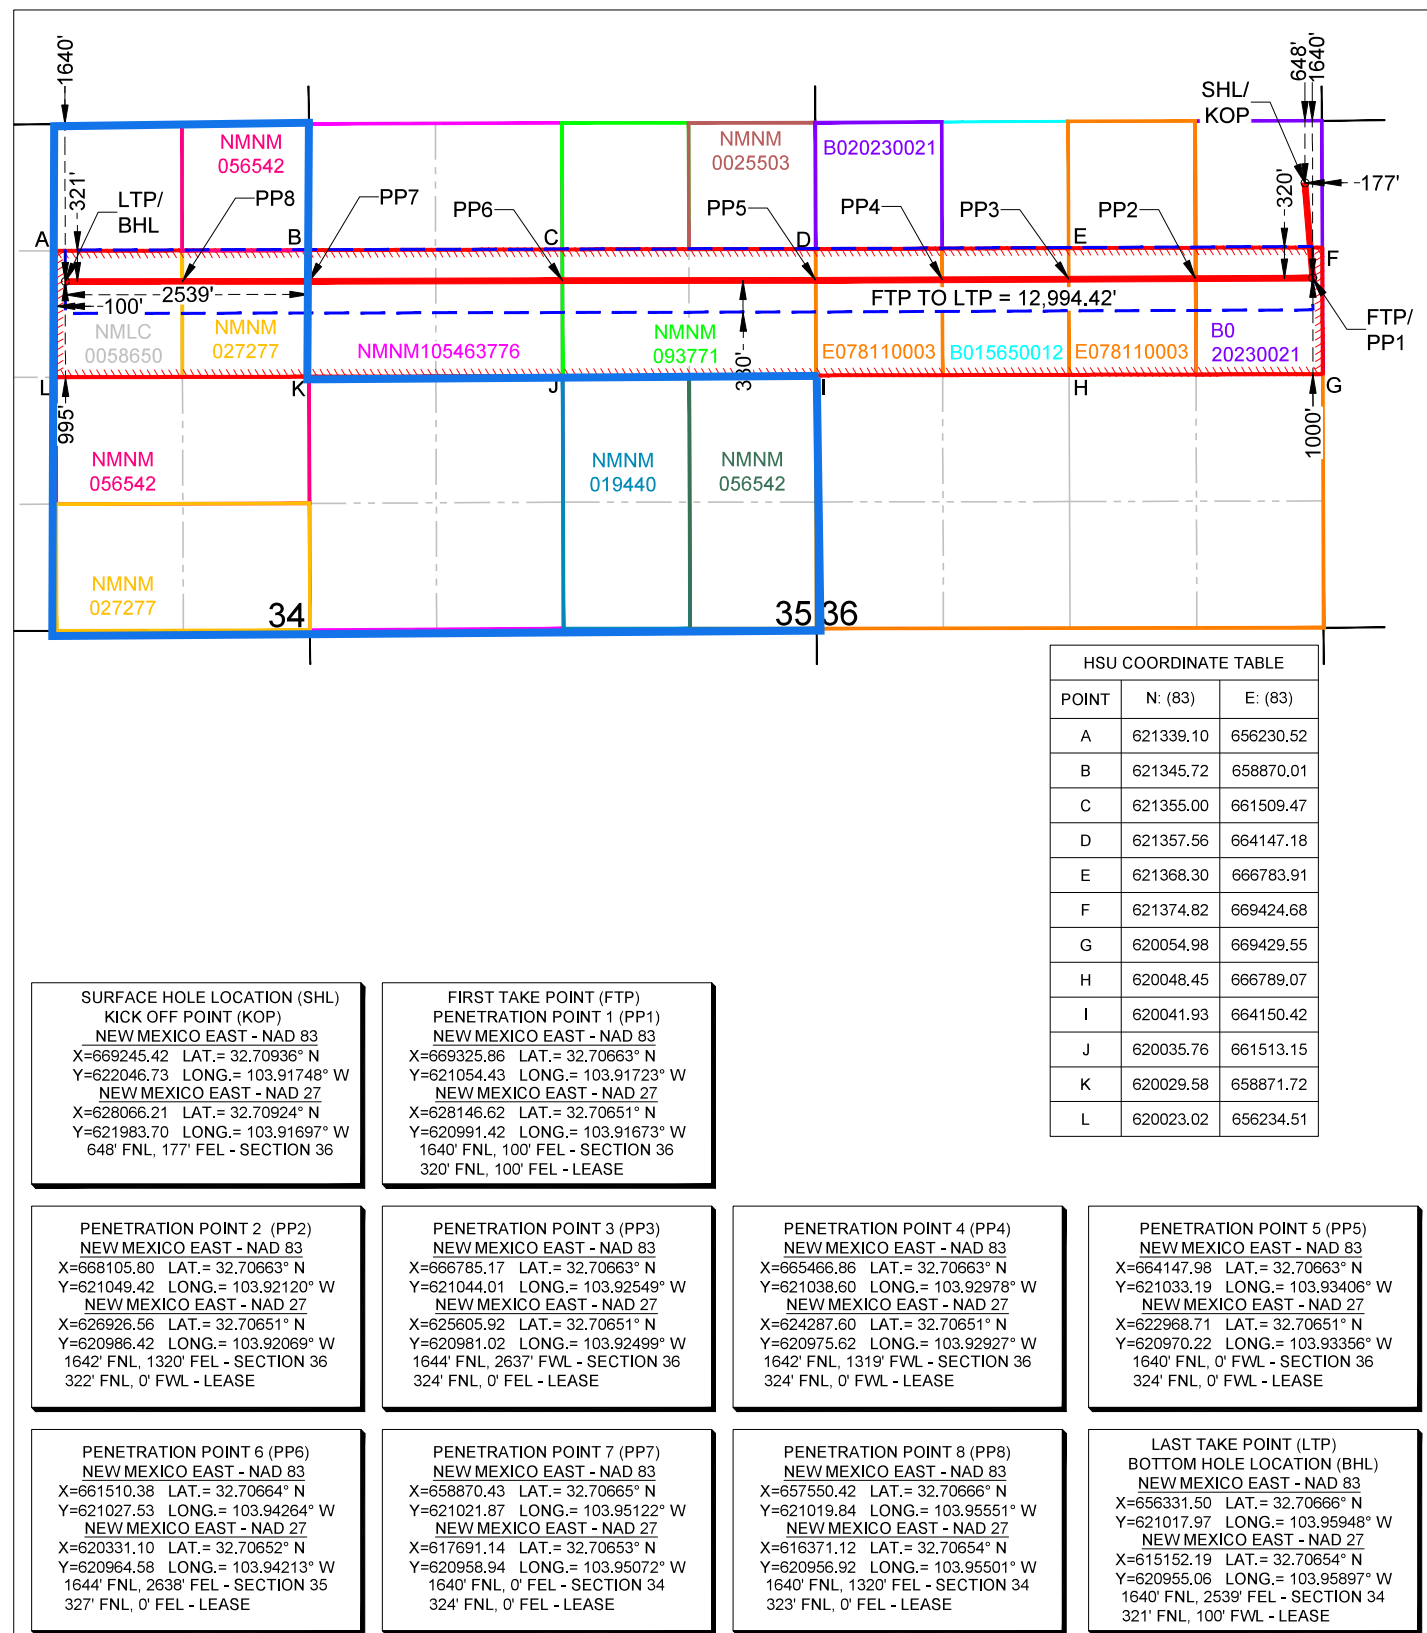 1640'
648'
1640'
SHL/
KOP
NMNM
056542
NMNM
0025503
B020230021
321'
LTP/
BHL
PP8
PP7
PP6
PP5
PP4
PP3
PP2
320'
177'
A
B
C
D
E
F
2539'
100'
FTP TO LTP = 12,994.42'
FTP/
PP1
NMLC
0058650
NMNM
027277
NMNM105463776
NMNM
093771
330'
E078110003
B015650012
E078110003
B0
20230021
L
K
J
I
H
G
995'
1000'
NMNM
056542
NMNM
019440
NMNM
056542
NMNM
027277
34
35
36
HSU COORDINATE TABLE
POINT N: (83) E: (83)
A 621339.10 656230.52
B 621345.72 658870.01
C 621355.00 661509.47
D 621357.56 664147.18
E 621368.30 666783.91
F 621374.82 669424.68
G 620054.98 669429.55
H 620048.45 666789.07
I 620041.93 664150.42
J 620035.76 661513.15
K 620029.58 658871.72
L 620023.02 656234.51
SURFACE HOLE LOCATION (SHL)
KICK OFF POINT (KOP)
NEW MEXICO EAST - NAD 83
X=669245.42 LAT.= 32.70936° N
Y=622046.73 LONG.= 103.91748° W
NEW MEXICO EAST - NAD 27
X=628066.21 LAT.= 32.70924° N
Y=621983.70 LONG.= 103.91697° W
648' FNL, 177' FEL - SECTION 36
FIRST TAKE POINT (FTP)
PENETRATION POINT 1 (PP1)
NEW MEXICO EAST - NAD 83
X=669325.86 LAT.= 32.70663° N
Y=621054.43 LONG.= 103.91723° W
NEW MEXICO EAST - NAD 27
X=628146.62 LAT.= 32.70651° N
Y=620991.42 LONG.= 103.91673° W
1640' FNL, 100' FEL - SECTION 36
320' FNL, 100' FEL - LEASE
PENETRATION POINT 2 (PP2)
NEW MEXICO EAST - NAD 83
X=668105.80 LAT.= 32.70663° N
Y=621049.42 LONG.= 103.92120° W
NEW MEXICO EAST - NAD 27
X=626926.56 LAT.= 32.70651° N
Y=620986.42 LONG.= 103.92069° W
1642' FNL, 1320' FEL - SECTION 36
322' FNL, 0' FWL - LEASE
PENETRATION POINT 3 (PP3)
NEW MEXICO EAST - NAD 83
X=666785.17 LAT.= 32.70663° N
Y=621044.01 LONG.= 103.92549° W
NEW MEXICO EAST - NAD 27
X=625605.92 LAT.= 32.70651° N
Y=620981.02 LONG.= 103.92499° W
1644' FNL, 2637' FWL - SECTION 36
324' FNL, 0' FEL - LEASE
PENETRATION POINT 4 (PP4)
NEW MEXICO EAST - NAD 83
X=665466.86 LAT.= 32.70663° N
Y=621038.60 LONG.= 103.92978° W
NEW MEXICO EAST - NAD 27
X=624287.60 LAT.= 32.70651° N
Y=620975.62 LONG.= 103.92927° W
1642' FNL, 1319' FWL - SECTION 36
324' FNL, 0' FWL - LEASE
PENETRATION POINT 5 (PP5)
NEW MEXICO EAST - NAD 83
X=664147.98 LAT.= 32.70663° N
Y=621033.19 LONG.= 103.93406° W
NEW MEXICO EAST - NAD 27
X=622968.71 LAT.= 32.70651° N
Y=620970.22 LONG.= 103.93356° W
1640' FNL, 0' FWL - SECTION 36
324' FNL, 0' FWL - LEASE
PENETRATION POINT 6 (PP6)
NEW MEXICO EAST - NAD 83
X=661510.38 LAT.= 32.70664° N
Y=621027.53 LONG.= 103.94264° W
NEW MEXICO EAST - NAD 27
X=620331.10 LAT.= 32.70652° N
Y=620964.58 LONG.= 103.94213° W
1644' FNL, 2638' FEL - SECTION 35
327' FNL, 0' FEL - LEASE
PENETRATION POINT 7 (PP7)
NEW MEXICO EAST - NAD 83
X=658870.43 LAT.= 32.70665° N
Y=621021.87 LONG.= 103.95122° W
NEW MEXICO EAST - NAD 27
X=617691.14 LAT.= 32.70653° N
Y=620958.94 LONG.= 103.95072° W
1640' FNL, 0' FEL - SECTION 34
324' FNL, 0' FEL - LEASE
PENETRATION POINT 8 (PP8)
NEW MEXICO EAST - NAD 83
X=657550.42 LAT.= 32.70666° N
Y=621019.84 LONG.= 103.95551° W
NEW MEXICO EAST - NAD 27
X=616371.12 LAT.= 32.70654° N
Y=620956.92 LONG.= 103.95501° W
1640' FNL, 1320' FEL - SECTION 34
323' FNL, 0' FEL - LEASE
LAST TAKE POINT (LTP)
BOTTOM HOLE LOCATION (BHL)
NEW MEXICO EAST - NAD 83
X=656331.50 LAT.= 32.70666° N
Y=621017.97 LONG.= 103.95948° W
NEW MEXICO EAST - NAD 27
X=615152.19 LAT.= 32.70654° N
Y=620955.06 LONG.= 103.95897° W
1640' FNL, 2539' FEL - SECTION 34
321' FNL, 100' FWL - LEASE